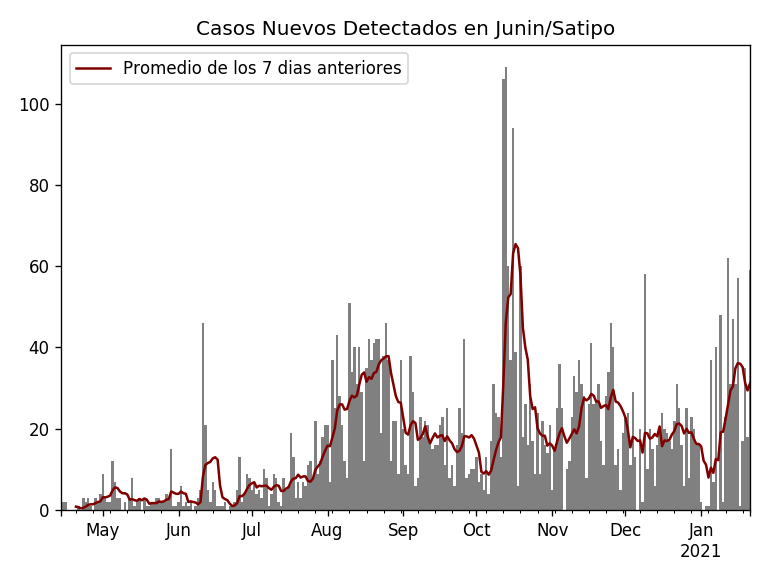 Casos Nuevos Detectados en Junin/Satipo
Promedio de los 7 dias anteriores
100
80
60
40
20
0
May Jun Jul Aug Sep Oct Nov Dec Jan
2021